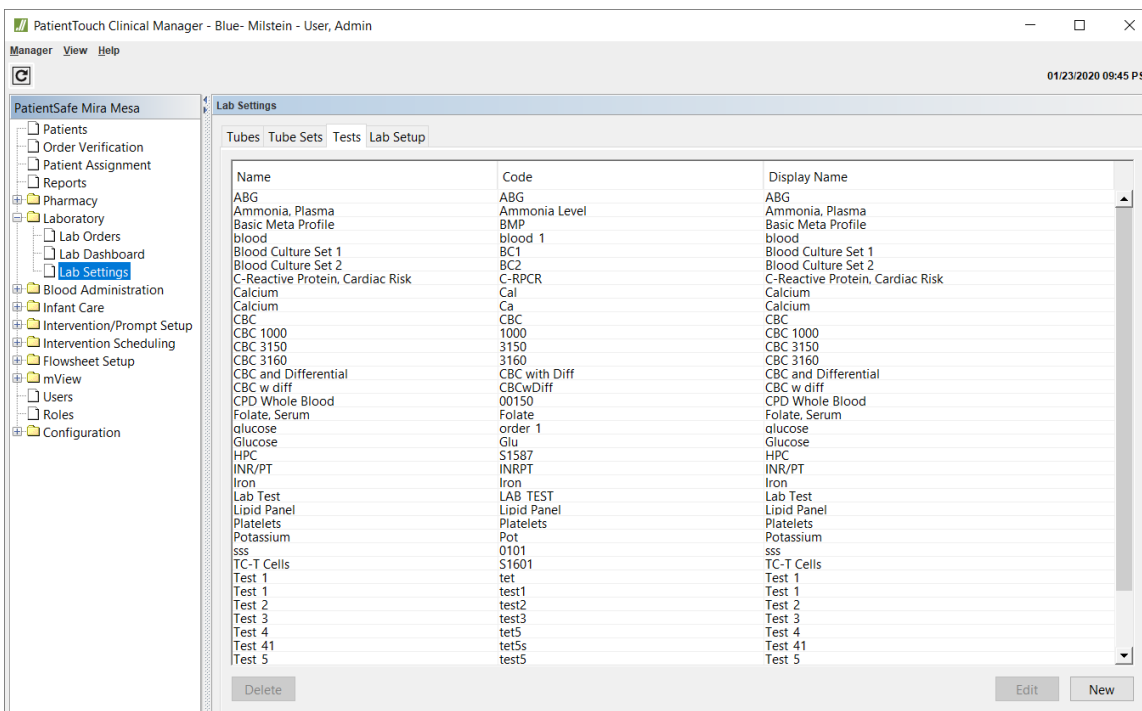 PatientTouch Clinical Manager - Blue- Milstein - User, Admin
Manager View Help
01/23/2020 09:45 PS
PatientSafe Mira Mesa
Patients
Order Verification
Patient Assignment
Reports
Pharmacy
Laboratory
Lab Orders
Lab Dashboard
Lab Settings
Blood Administration
Infant Care
Intervention/Prompt Setup
Intervention Scheduling
Flowsheet Setup
mView
Users
Roles
Configuration
Lab Settings
Tubes Tube Sets Tests Lab Setup
Name Code Display Name
ABG ABG ABG
Ammonia, Plasma Ammonia Level Ammonia, Plasma
Basic Meta Profile BMP Basic Meta Profile
blood blood 1 blood
Blood Culture Set 1 BC1 Blood Culture Set 1
Blood Culture Set 2 BC2 Blood Culture Set 2
C-Reactive Protein, Cardiac Risk C-RPCR C-Reactive Protein, Cardiac Risk
Calcium Cal Calcium
Calcium Ca Calcium
CBC CBC CBC
CBC 1000 1000 CBC 1000
CBC 3150 3150 CBC 3150
CBC 3160 3160 CBC 3160
CBC and Differential CBC with Diff CBC and Differential
CBC w diff CBCwDiff CBC w diff
CPD Whole Blood 00150 CPD Whole Blood
Folate, Serum Folate Folate, Serum
glucose order 1 glucose
Glucose Glu Glucose
HPC S1587 HPC
INR/PT INRPT INR/PT
Iron Iron Iron
Lab Test LAB TEST Lab Test
Lipid Panel Lipid Panel Lipid Panel
Platelets Platelets Platelets
Potassium Pot Potassium
sss 0101 sss
TC-T Cells S1601 TC-T Cells
Test 1 tet Test 1
Test 1 test1 Test 1
Test 2 test2 Test 2
Test 3 test3 Test 3
Test 4 tet5 Test 4
Test 41 tet5s Test 41
Test 5 test5 Test 5
Delete Edit New